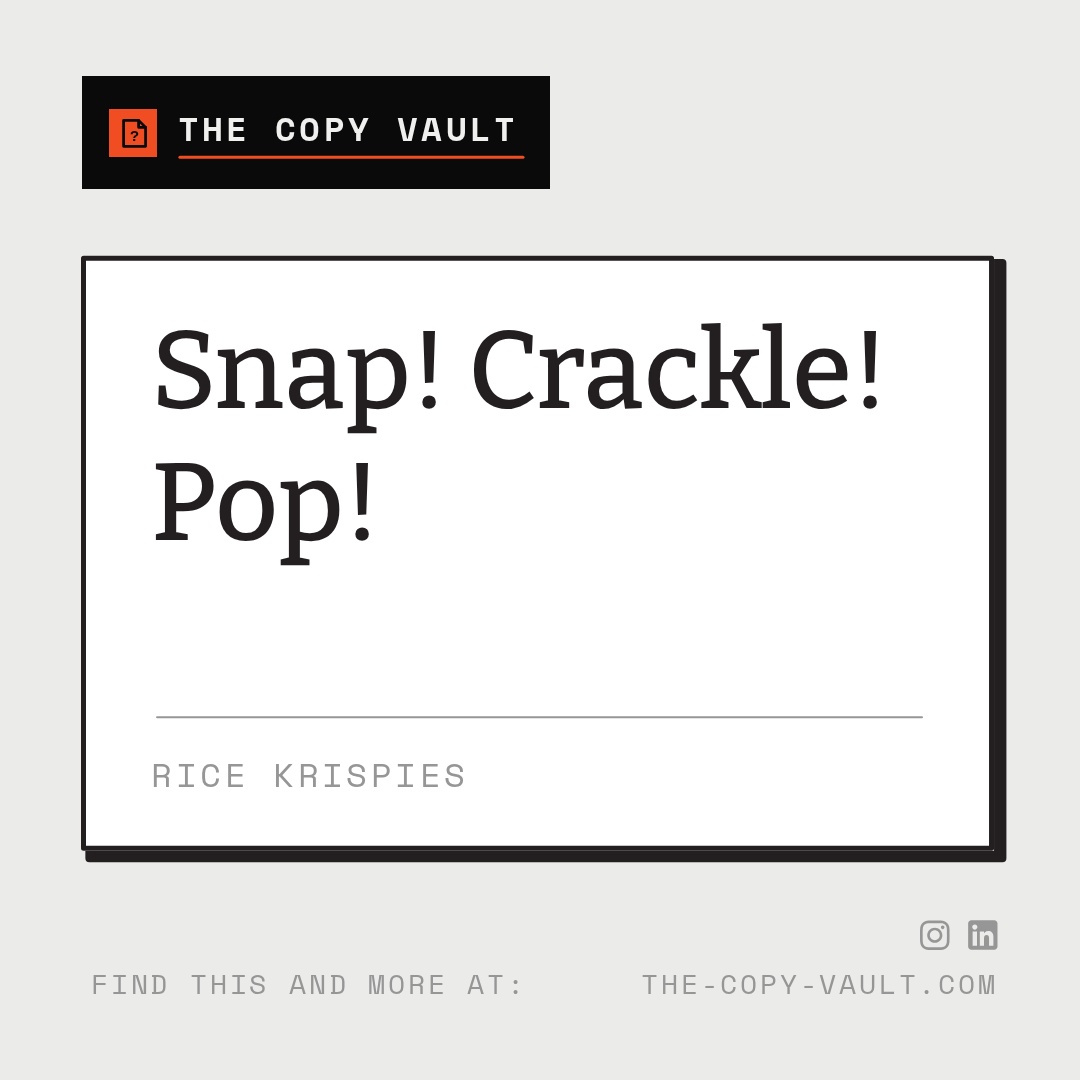 THE COPY VAULT
Snap! Crackle!
Pop!
RICE KRISPIES
FIND THIS AND MORE AT: THE-COPY-VAULT.COM